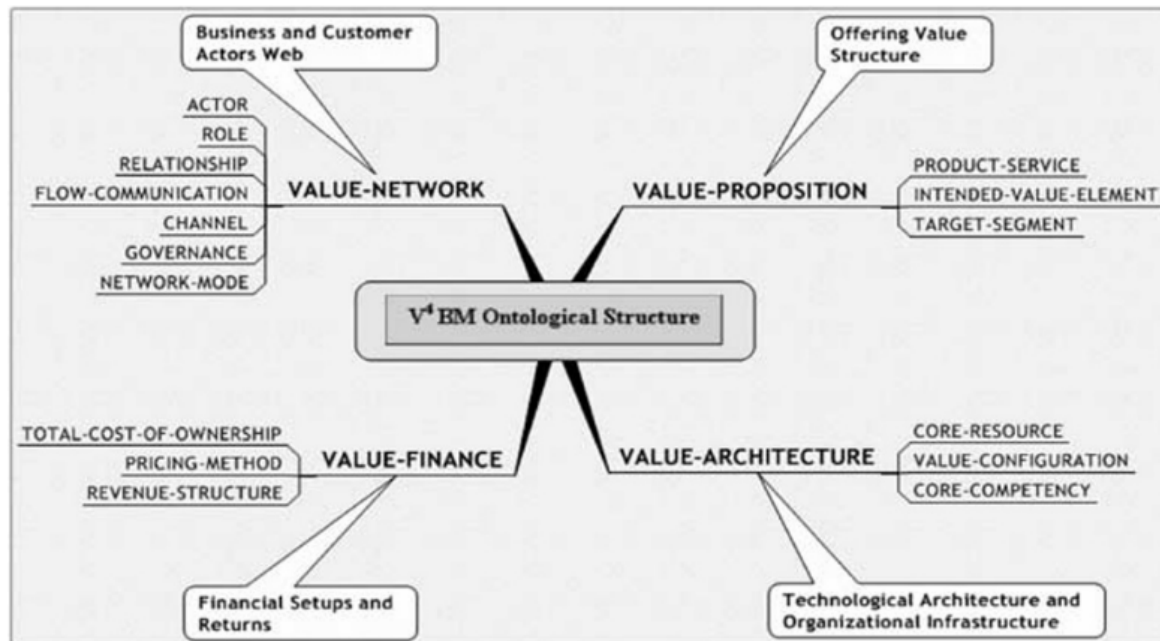 Business and Customer
Actors Web
Offering Value
Structure
ACTOR
ROLE
RELATIONSHIP
FLOW-COMMUNICATION
CHANNEL
GOVERNANCE
NETWORK-MODE
VALUE-NETWORK
VALUE-PROPOSITION
PRODUCT-SERVICE
INTENDED-VALUE-ELEMENT
TARGET-SEGMENT
V⁴ BM Ontological Structure
TOTAL-COST-OF-OWNERSHIP
PRICING-METHOD
REVENUE-STRUCTURE
VALUE-FINANCE
VALUE-ARCHITECTURE
CORE-RESOURCE
VALUE-CONFIGURATION
CORE-COMPETENCY
Financial Setups and
Returns
Technological Architecture and
Organizational Infrastructure